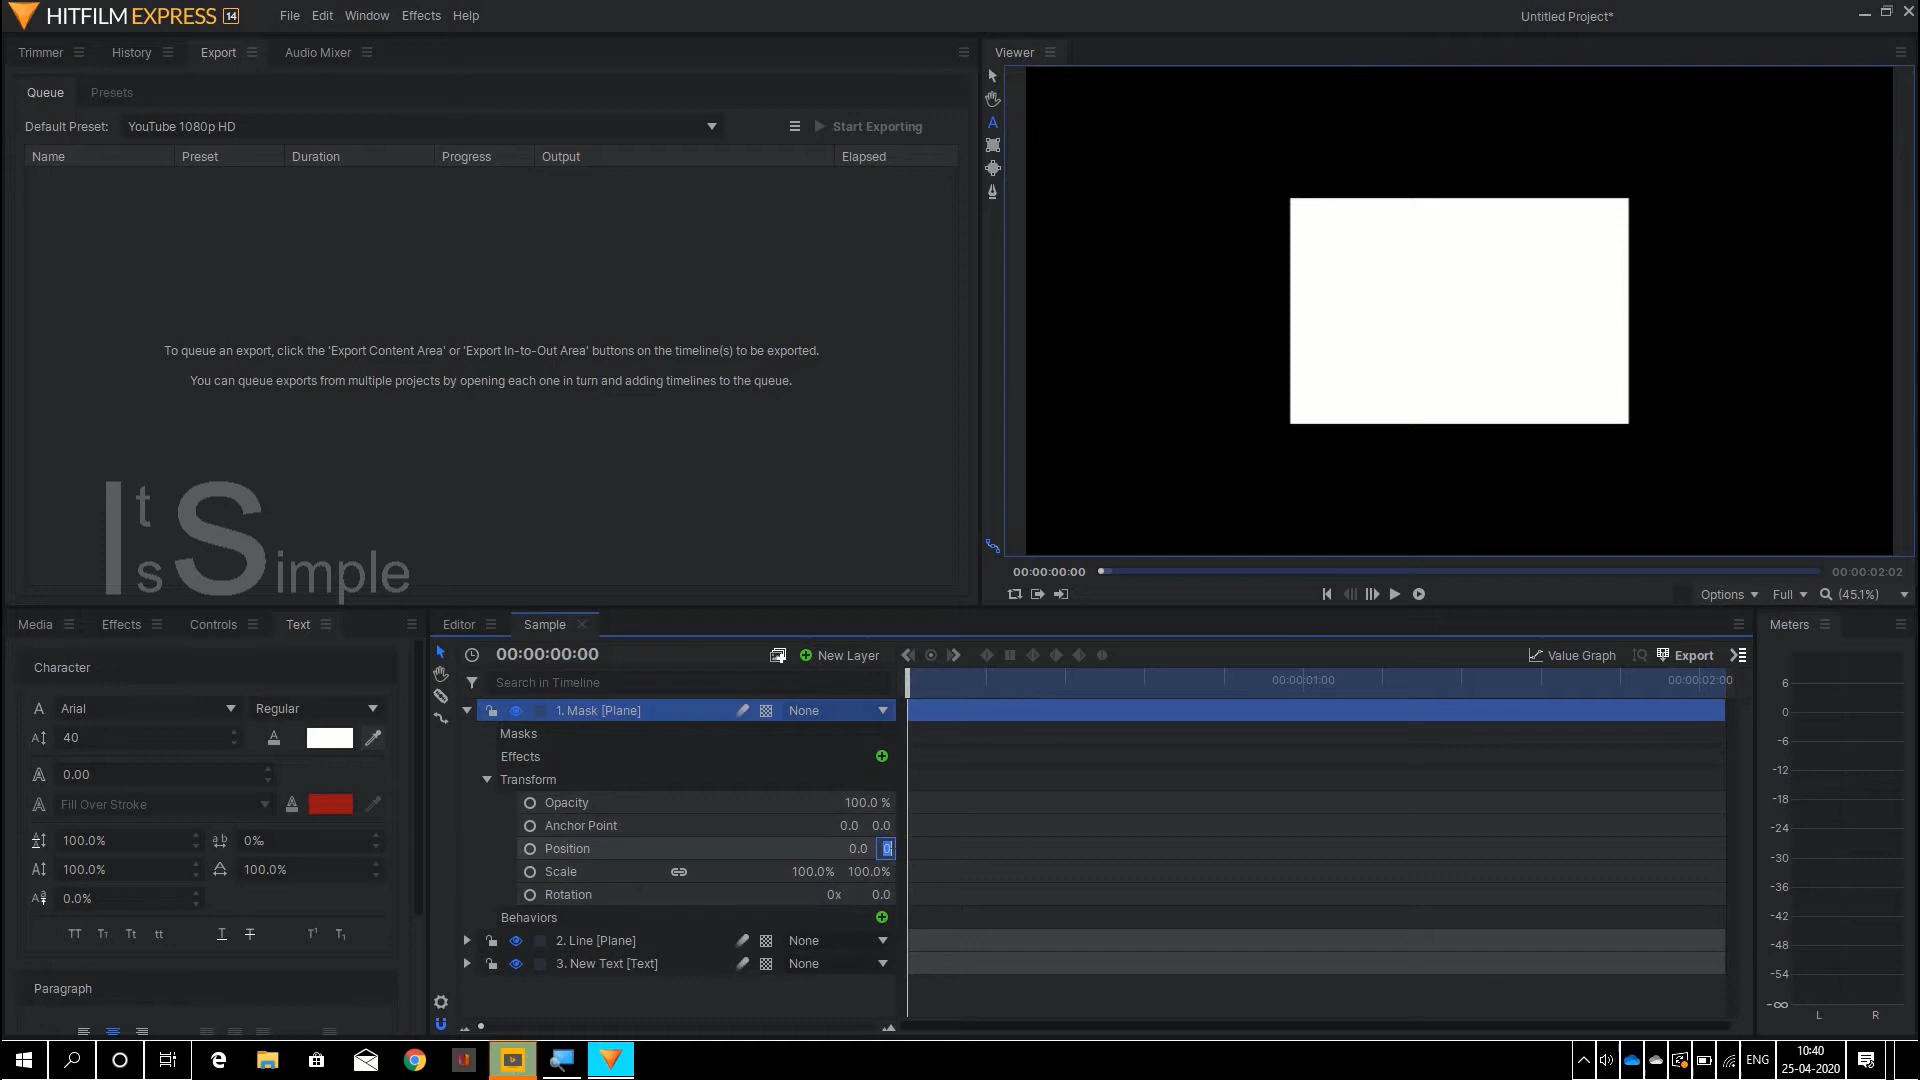 HITFILM EXPRESS 14 File Edit Window Effects Help Untitled Project*
Trimmer History Export Audio Mixer
Viewer
Queue Presets
Default Preset: YouTube 1080p HD Start Exporting
Name Preset Duration Progress Output Elapsed
To queue an export, click the 'Export Content Area' or 'Export In-to-Out Area' buttons on the timeline(s) to be exported.
You can queue exports from multiple projects by opening each one in turn and adding timelines to the queue.
ItsSimple
00:00:00:00 00:00:02:02
Options Full (45.1%)
Media Effects Controls Text
Character
A Arial Regular
40
0.00
Fill Over Stroke
100.0% 0‰
100.0% 100.0%
0.0%
TT Tт Tt tt T T T¹ T₁
Paragraph
Editor Sample
00:00:00:00 New Layer
Search in Timeline
Value Graph Export
00:00:01:00 00:00:02:00
1. Mask [Plane] None
Masks
Effects
Transform
Opacity 100.0 %
Anchor Point 0.0 0.0
Position 0.0
Scale 100.0% 100.0%
Rotation 0x 0.0
Behaviors
2. Line [Plane] None
3. New Text [Text] None
Meters
6
0
-6
-12
-18
-24
-30
-36
-42
-48
-54
-∞
L R
ENG
10:40
25-04-2020